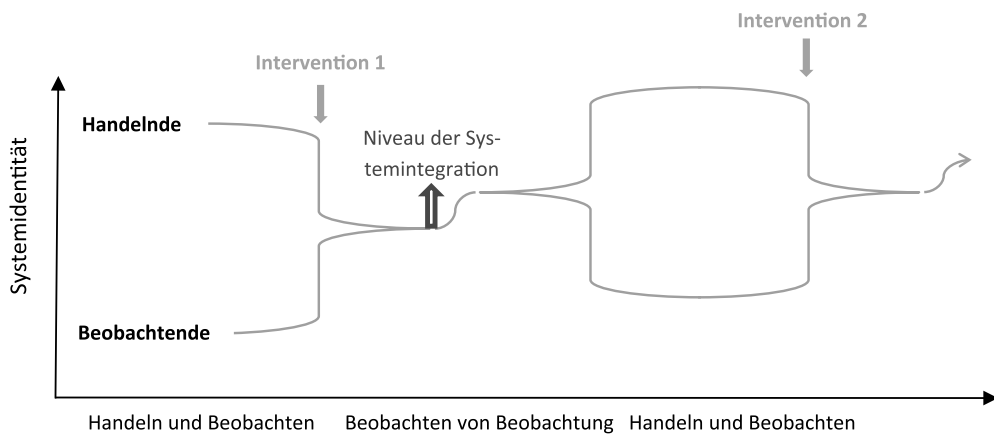 Intervention 2
Intervention 1
Handelnde
Niveau der Sys-
temintegration
Systemidentität
Beobachtende
Handeln und Beobachten
Beobachten von Beobachtung
Handeln und Beobachten